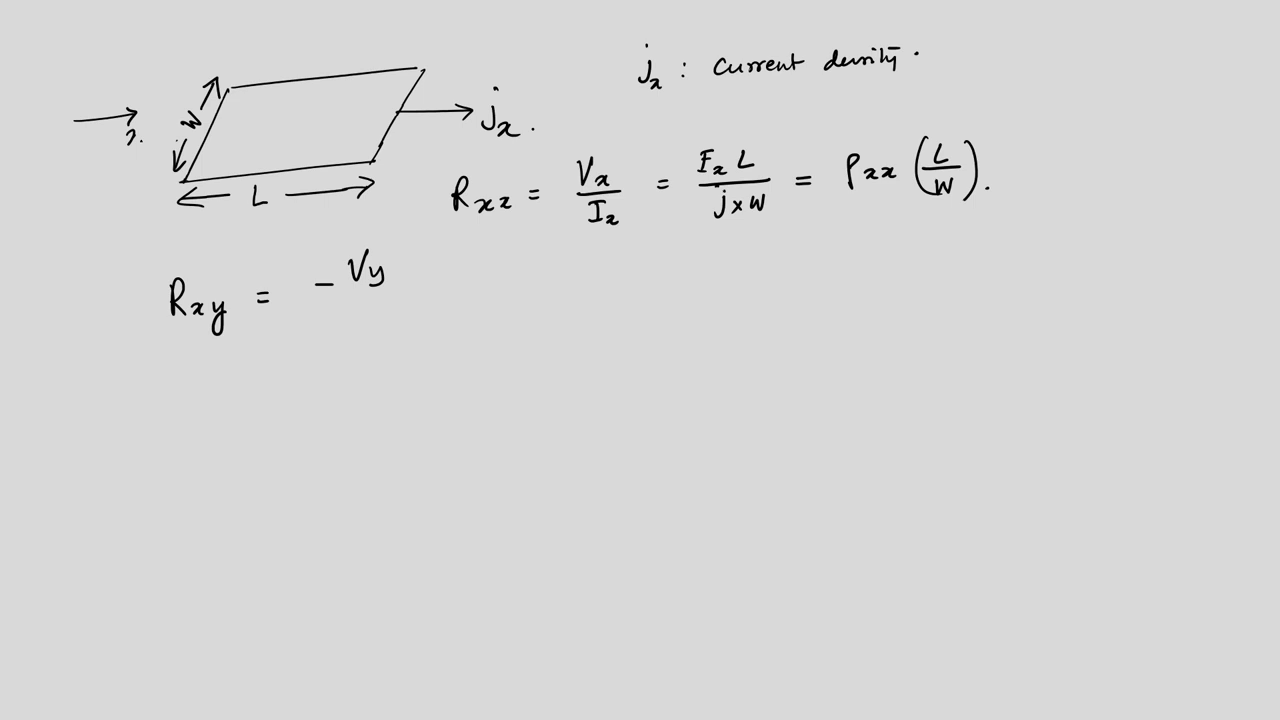 j_x : Current density.
W
x.
j_x.
L
R_xx = V_x / I_x = E_x L / j_x W = ρ_xx (L / W).
R_xy = - V_y